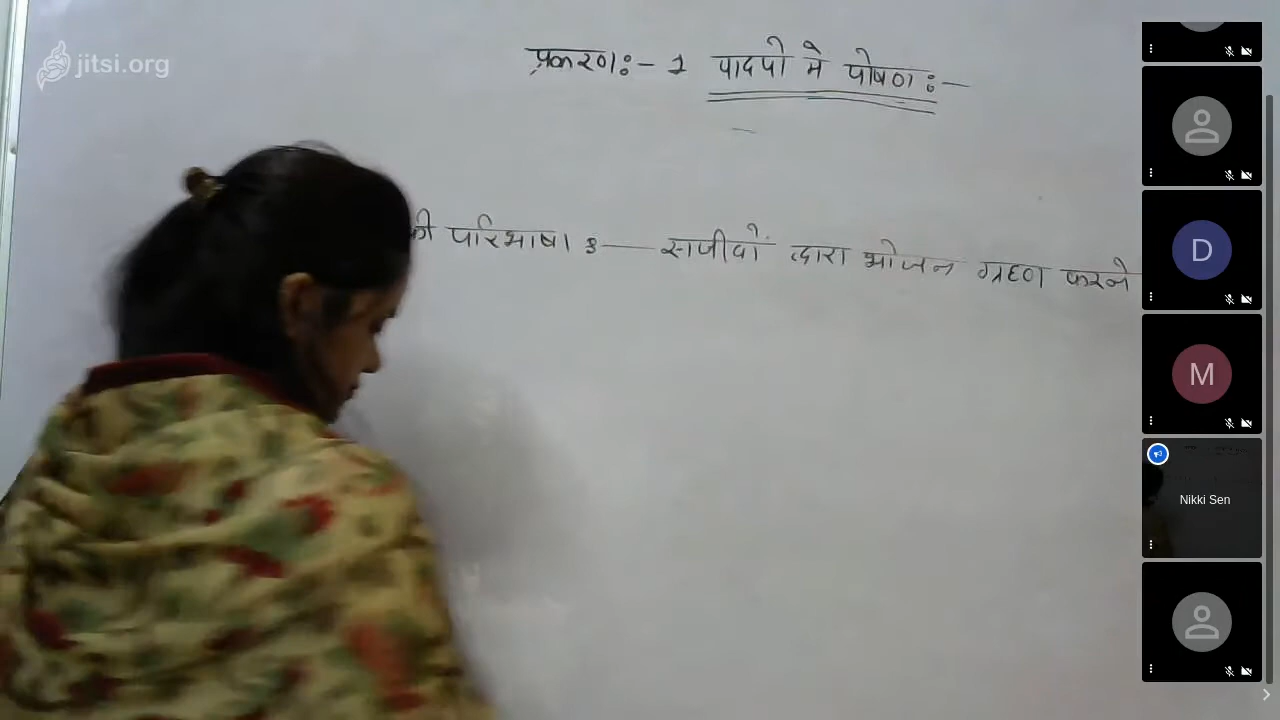 jitsi.org
प्रकरण:- 1 पादपो मे पोषण :-
की परिभाषा :— सजीवों द्वारा भोजन ग्रहण करने
D
M
Nikki Sen